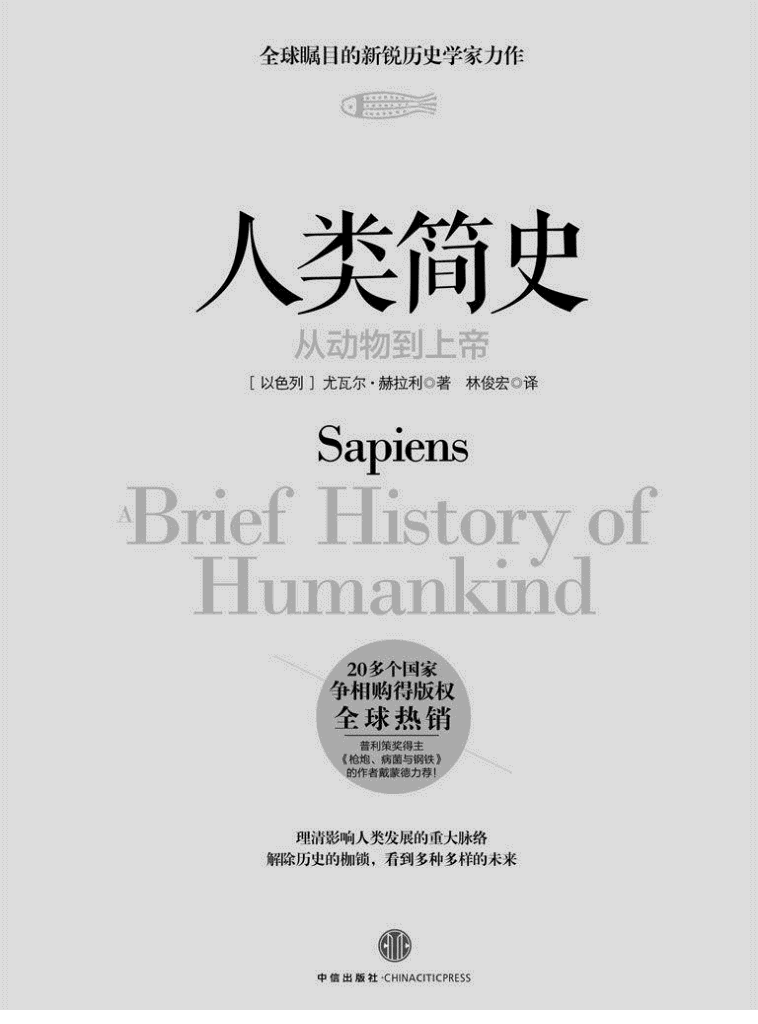 全球瞩目的新锐历史学家力作
人类简史
从动物到上帝
［以色列］尤瓦尔·赫拉利◎著 林俊宏◎译
Sapiens
A Brief History of
Humankind
20多个国家
争相购得版权
全球热销
普利策奖得主
《枪炮、病菌与钢铁》
的作者戴蒙德力荐！
理清影响人类发展的重大脉络
解除历史的枷锁，看到多种多样的未来
中信出版社·CHINACITICPRESS